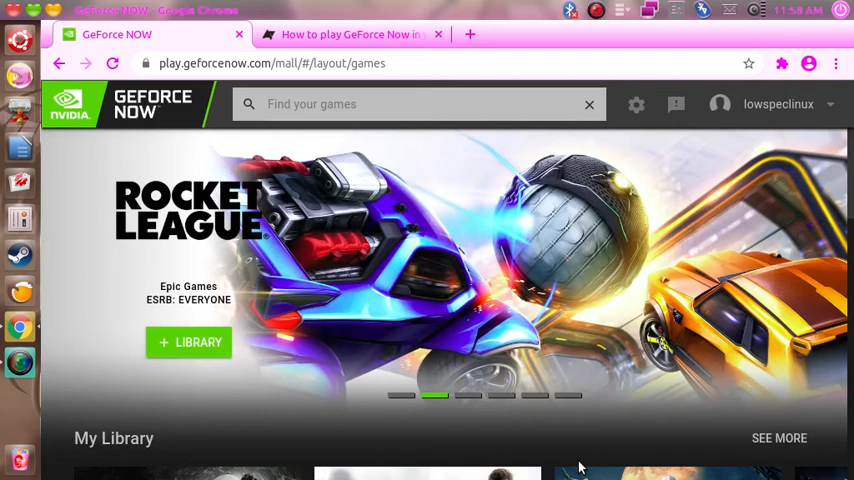 GeForce NOW - Google Chrome
11:58 AM
GeForce NOW
How to play GeForce Now in y
play.geforcenow.com/mall/#/layout/games
NVIDIA.
GEFORCE
NOW
Find your games
lowspeclinux
ROCKET
LEAGUE®
Epic Games
ESRB: EVERYONE
+ LIBRARY
My Library
SEE MORE